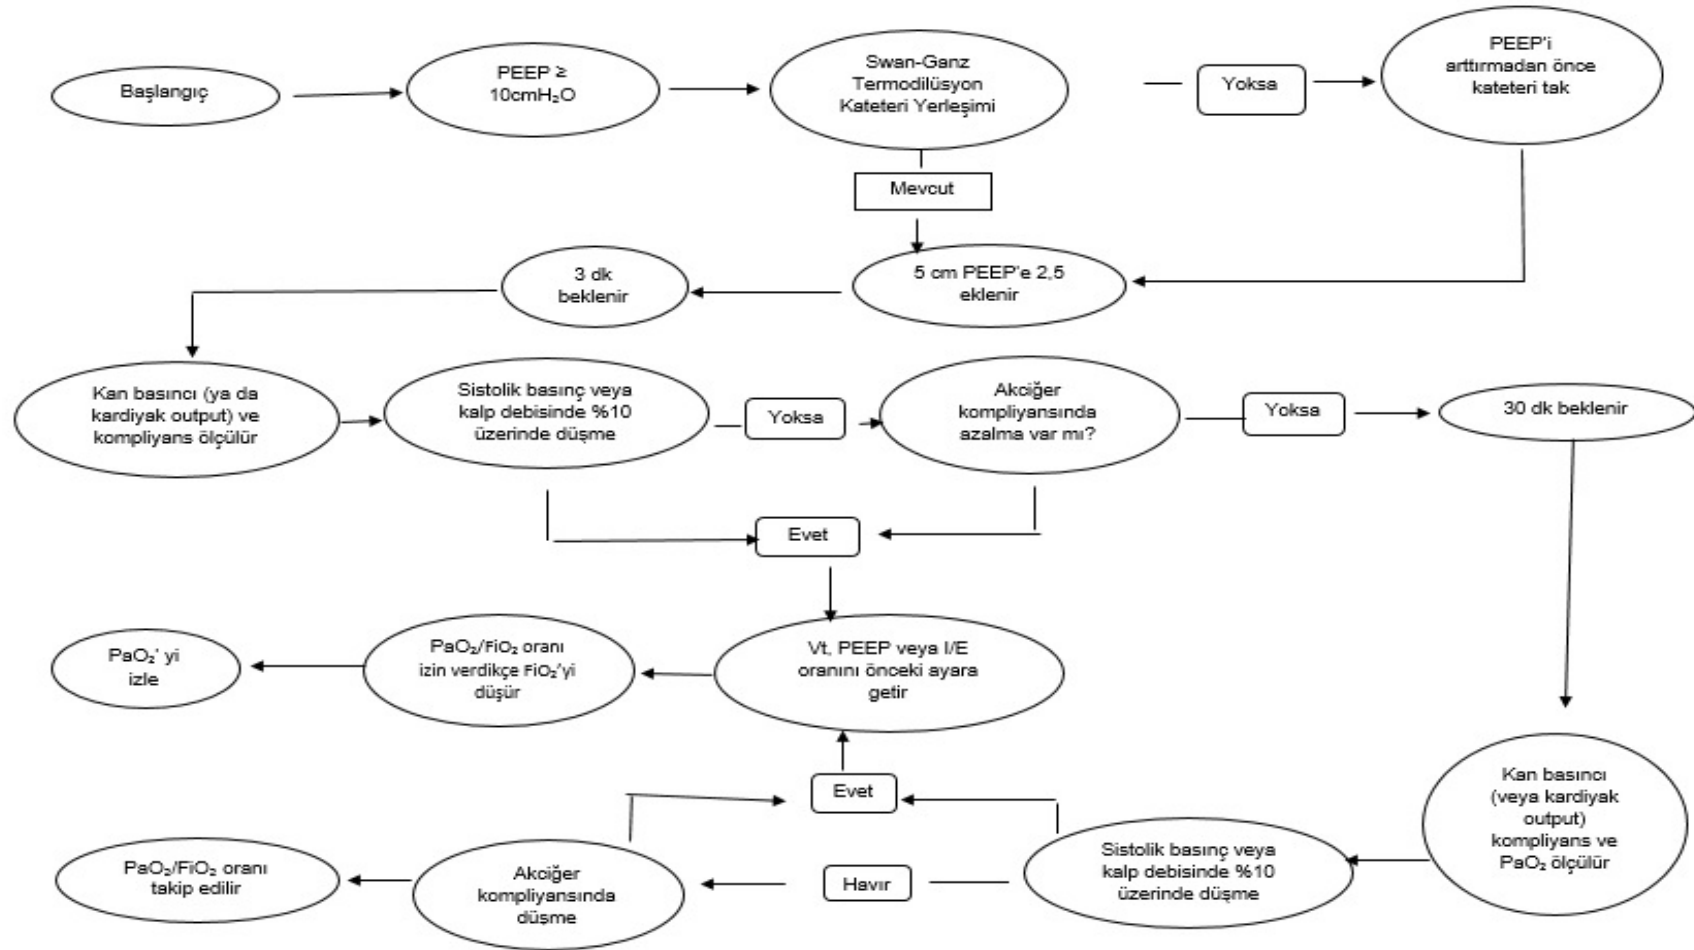 Başlangıç
PEEP ≥
10cmH₂O
Swan-Ganz
Termodilüsyon
Kateteri Yerleşimi
Yoksa
PEEP'i
arttırmadan önce
kateteri tak
Mevcut
5 cm PEEP'e 2,5
eklenir
3 dk
beklenir
Kan basıncı (ya da
kardiyak output) ve
kompliyans ölçülür
Sistolik basınç veya
kalp debisinde %10
üzerinde düşme
Yoksa
Akciğer
kompliyansında
azalma var mı?
Yoksa
30 dk beklenir
Evet
Vt, PEEP veya I/E
oranını önceki ayara
getir
PaO₂/FiO₂ oranı
izin verdikçe FiO₂'yi
düşür
PaO₂' yi
izle
Kan basıncı
(veya kardiyak
output)
kompliyans ve
PaO₂ ölçülür
Sistolik basınç veya
kalp debisinde %10
üzerinde düşme
Evet
Havır
Akciğer
kompliyansında
düşme
PaO₂/FiO₂ oranı
takip edilir